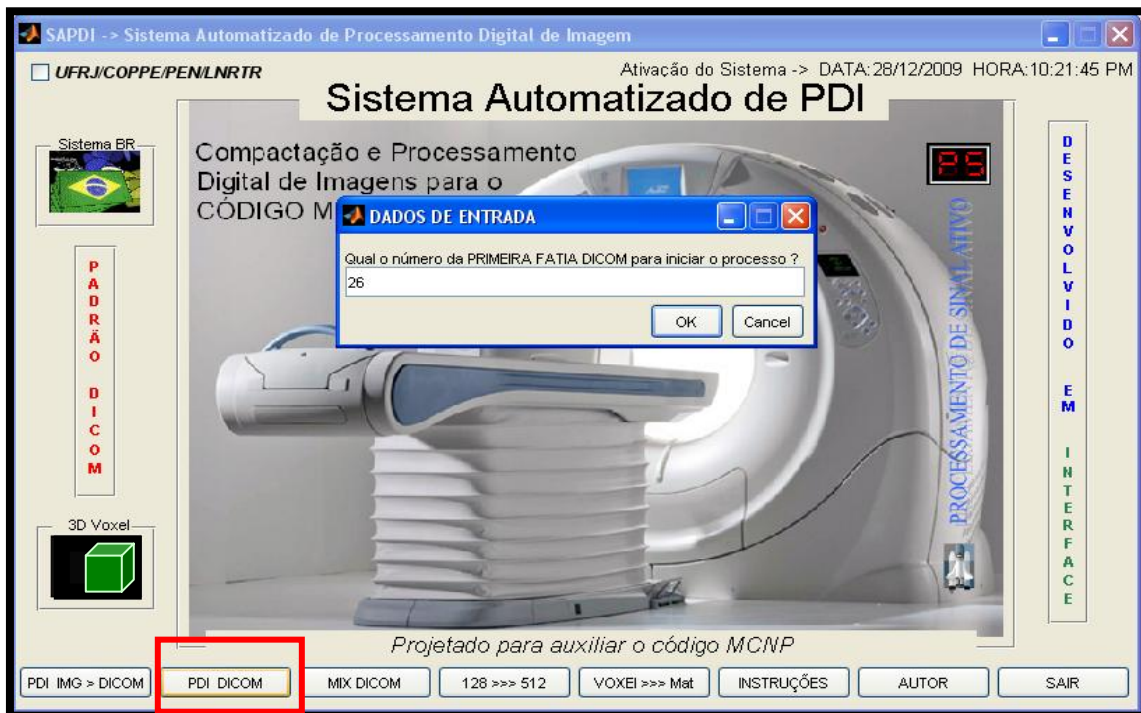 SAPDI -> Sistema Automatizado de Processamento Digital de Imagem
UFRJ/COPPE/PEN/LNRTR
Ativação do Sistema -> DATA:28/12/2009 HORA:10:21:45 PM
Sistema Automatizado de PDI
Sistema BR
Compactação e Processamento
Digital de Imagens para o
CÓDIGO M
DADOS DE ENTRADA
Qual o número da PRIMEIRA FATIA DICOM para iniciar o processo ?
26
OK Cancel
PADRÃO DICOM
3D Voxel
PROCESSAMENTO DE SINAL ATIVO
DESENVOLVIDO EM INTERFACE
Projetado para auxiliar o código MCNP
PDI IMG > DICOM PDI DICOM MIX DICOM 128 >>> 512 VOXEl >>> Mat INSTRUÇÕES AUTOR SAIR